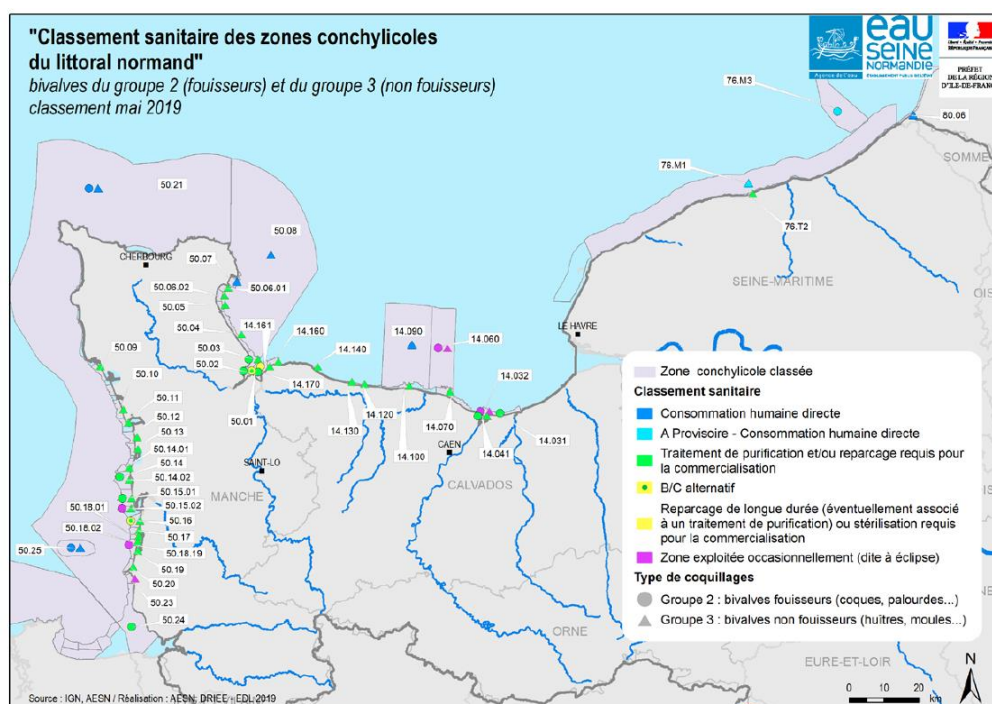 "Classement sanitaire des zones conchylicoles
du littoral normand"
bivalves du groupe 2 (fouisseurs) et du groupe 3 (non fouisseurs)
classement mai 2019
eau
SEINE
NORMANDIE
Agence de l'eau
RÉPUBLIQUE FRANÇAISE
PRÉFET
DE LA RÉGION
D'ILE-DE-FRANCE
76.M3
80.06
SOMME
76.M1
76.T2
50.21
50.08
CHERBOURG
50.07
SEINE-MARITIME
50.06.02
50.06.01
50.05
50.04
14.161
14.160
14.090
14.060
LE HAVRE
50.03
14.140
50.09
50.02
14.032
50.10
14.170
50.01
14.120
14.130
14.070
14.100
14.041
14.031
CAEN
50.11
50.12
50.13
50.14.01
SAINT-LO
50.14
50.14.02
MANCHE
CALVADOS
50.15.01
50.18.01
50.15.02
50.16
50.18.02
50.17
50.25
50.18.19
50.19
50.20
50.23
50.24
ORNE
EURE-ET-LOIR
Zone conchylicole classée
Classement sanitaire
Consommation humaine directe
A Provisoire - Consommation humaine directe
Traitement de purification et/ou reparcage requis pour
la commercialisation
B/C alternatif
Reparcage de longue durée (éventuellement associé
à un traitement de purification) ou stérilisation requis
pour la commercialisation
Zone exploitée occasionnellement (dite à éclipse)
Type de coquillages
Groupe 2 : bivalves fouisseurs (coques, palourdes...)
Groupe 3 : bivalves non fouisseurs (huîtres, moules...)
N
0 10 20
km
Source : IGN, AESN / Réalisation : AESN, DRIEE - EDL 2019